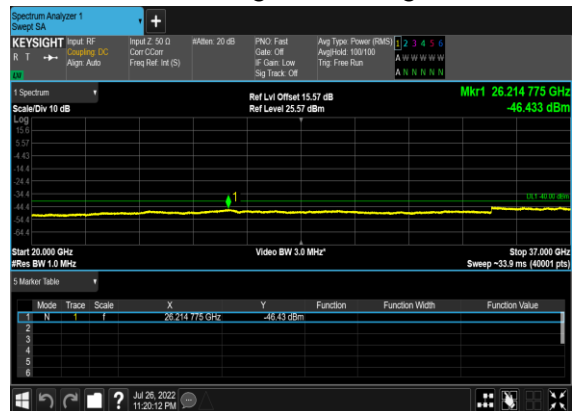 Spectrum Analyzer 1
Swept SA
KEYSIGHT Input: RF Input Z: 50 Ω #Atten: 20 dB PNO: Fast Avg Type: Power (RMS) 1 2 3 4 5 6
R T Coupling: DC Corr CCorr Gate: Off Avg|Hold: 100/100 A W W W W W
Align: Auto Freq Ref: Int (S) IF Gain: Low Trig: Free Run
Sig Track: Off A N N N N N
LXI
1 Spectrum Ref Lvl Offset 15.57 dB Mkr1 26.214 775 GHz
Scale/Div 10 dB Ref Level 25.57 dBm -46.433 dBm
Log
15.6
5.57
-4.43
-14.4
-24.4
-34.4
1
DL1 -40.00 dBm
-44.4
-54.4
-64.4
Start 20.000 GHz Video BW 3.0 MHz* Stop 37.000 GHz
#Res BW 1.0 MHz Sweep ~33.9 ms (40001 pts)
5 Marker Table
Mode Trace Scale X Y Function Function Width Function Value
1 N 1 f 26.214 775 GHz -46.43 dBm
2
3
4
5
6
? Jul 26, 2022
11:20:12 PM